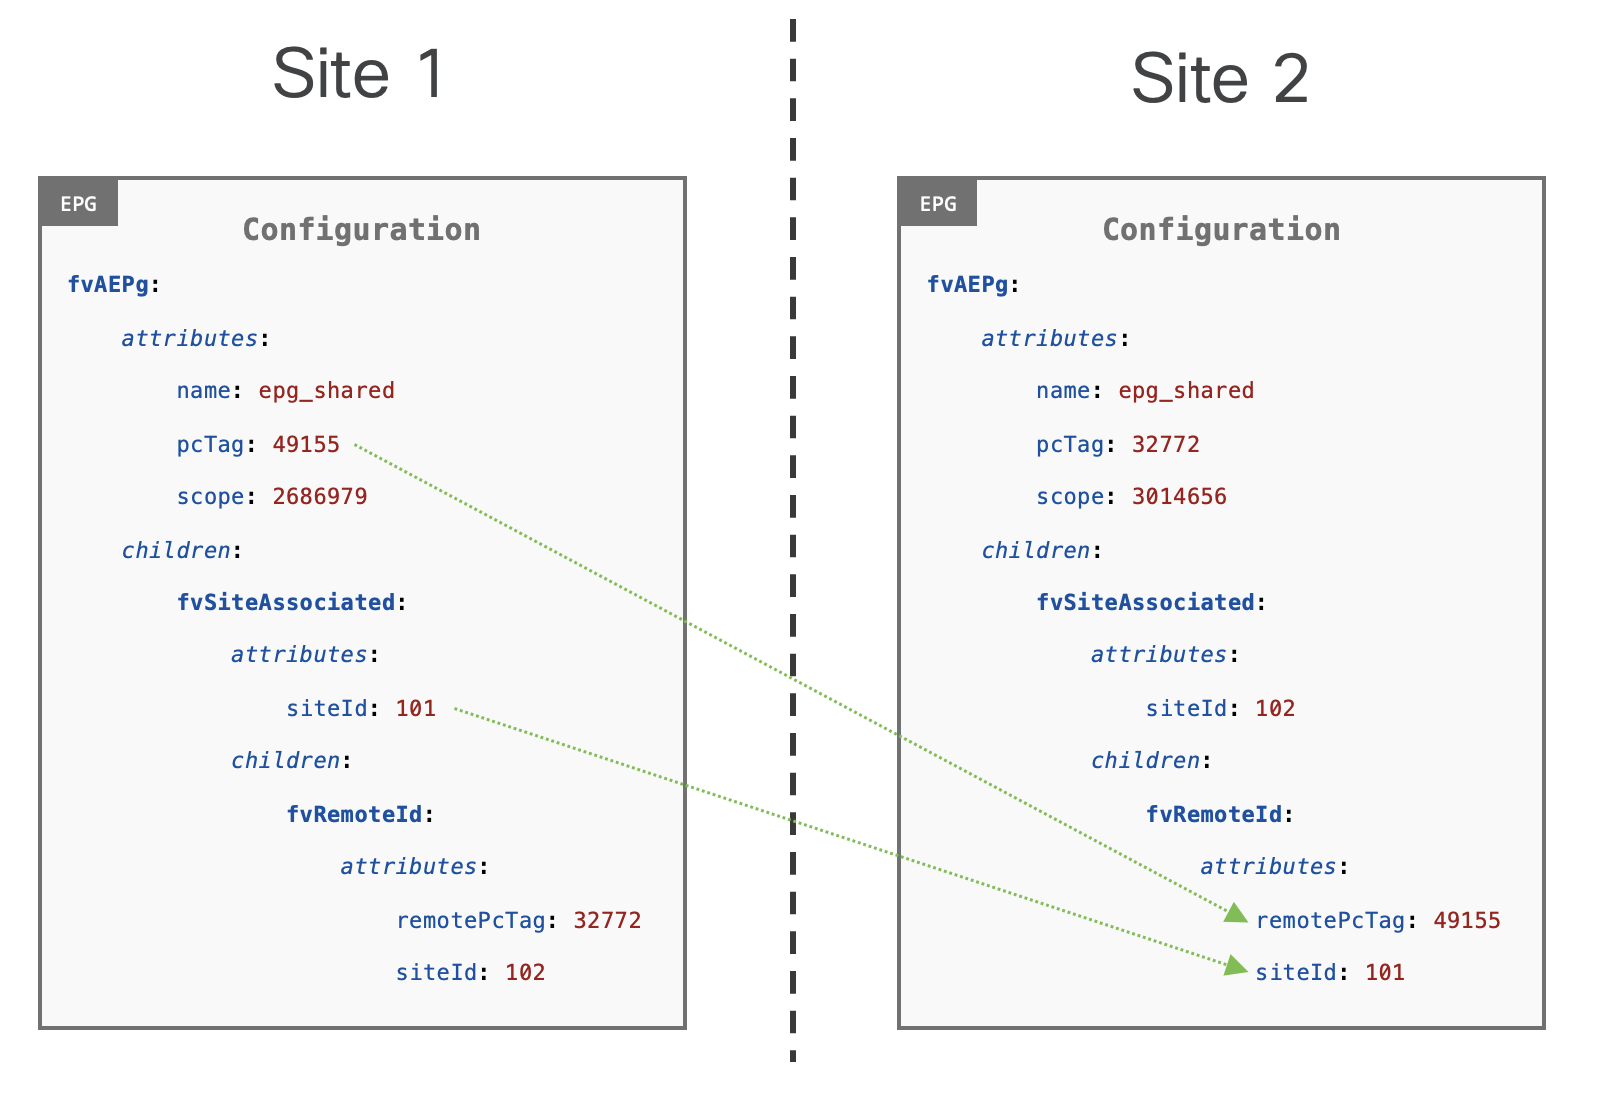 Site 1
EPG
Configuration
fvAEPg:
attributes:
name: epg_shared
pcTag: 49155
scope: 2686979
children:
fvSiteAssociated:
attributes:
siteId: 101
children:
fvRemoteId:
attributes:
remotePcTag: 32772
siteId: 102
Site 2
EPG
Configuration
fvAEPg:
attributes:
name: epg_shared
pcTag: 32772
scope: 3014656
children:
fvSiteAssociated:
attributes:
siteId: 102
children:
fvRemoteId:
attributes:
remotePcTag: 49155
siteId: 101